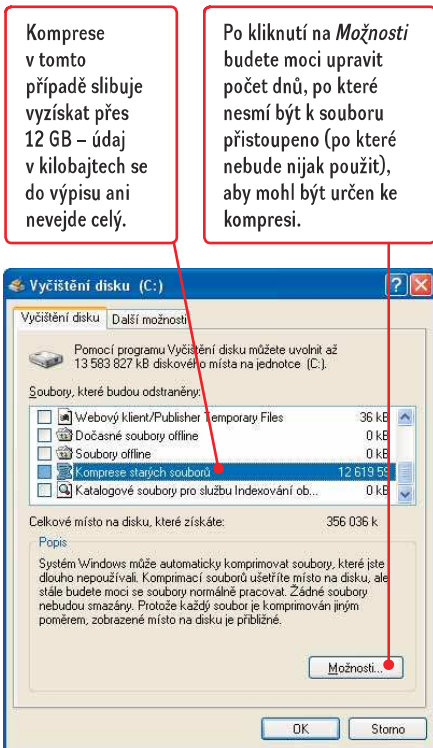 Komprese
v tomto
případě slibuje
vyzískat přes
12 GB – údaj
v kilobajtech se
do výpisu ani
nevejde celý.
Po kliknutí na Možnosti
budete moci upravit
počet dnů, po které
nesmí být k souboru
přistoupeno (po které
nebude nijak použit),
aby mohl být určen ke
kompresi.
Vyčištění disku (C:)
Vyčištění disku Další možnosti
Pomocí programu Vyčištění disku můžete uvolnit až
13 583 827 kB diskového místa na jednotce (C:).
Soubory, které budou odstraněny:
Webový klient/Publisher Temporary Files 36 kB
Dočasné soubory offline 0 kB
Soubory offline 0 kB
Komprese starých souborů 12 619 59
Katalogové soubory pro službu Indexování ob... 0 kB
Celkové místo na disku, které získáte: 356 036 k
Popis
Systém Windows může automaticky komprimovat soubory, které jste
dlouho nepoužívali. Komprimací souborů ušetříte místo na disku, ale
stále budete moci se soubory normálně pracovat. Žádné soubory
nebudou smazány. Protože každý soubor je komprimován jiným
poměrem, zobrazené místo na disku je přibližné.
Možnosti...
OK Storno